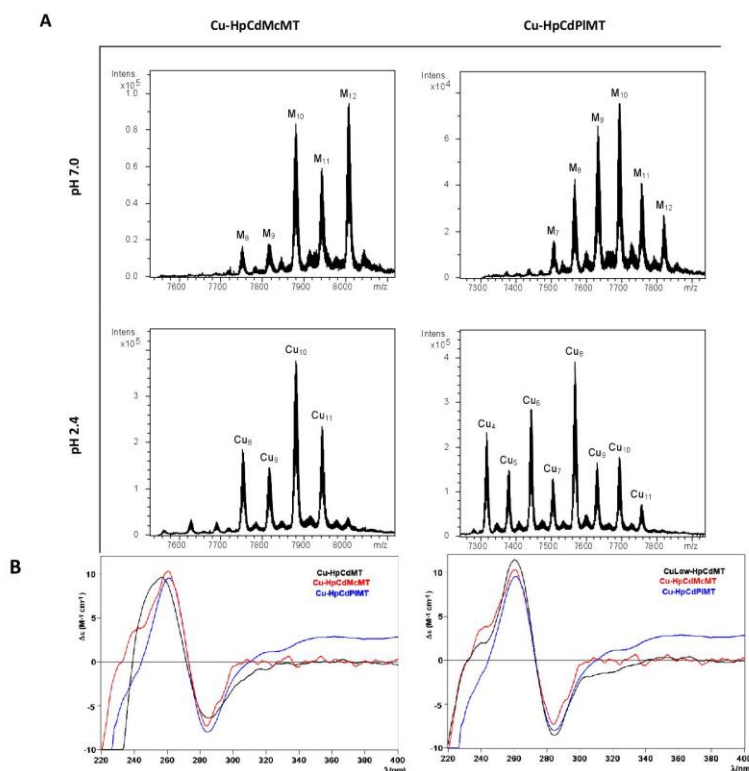 A
Cu-HpCdMcMT
Cu-HpCdPlMT
pH 7.0
Intens.
x10⁵
1.0
0.8
0.6
0.4
0.2
0.0
M₈
M₉
M₁₀
M₁₁
M₁₂
7600 7700 7800 7900 8000 m/z
Intens.
x10⁴
6
4
2
0
M₇
M₈
M₉
M₁₀
M₁₁
M₁₂
7300 7400 7500 7600 7700 7800 m/z
pH 2.4
Intens.
x10⁵
4
3
2
1
0
Cu₈
Cu₉
Cu₁₀
Cu₁₁
7600 7700 7800 7900 8000 m/z
Intens.
x10⁵
4
3
2
1
0
Cu₄
Cu₅
Cu₆
Cu₇
Cu₈
Cu₉
Cu₁₀
Cu₁₁
7300 7400 7500 7600 7700 7800 m/z
B
Δε (M⁻¹ cm⁻¹)
10
5
0
-5
-10
Cu-HpCdMT
Cu-HpCdMcMT
Cu-HpCdPlMT
220 240 260 280 300 320 340 360 380 400
λ(nm)
Δε (M⁻¹ cm⁻¹)
10
5
0
-5
-10
CuLow-HpCdMT
Cu-HpCdMcMT
Cu-HpCdPlMT
220 240 260 280 300 320 340 360 380 400
λ(nm)